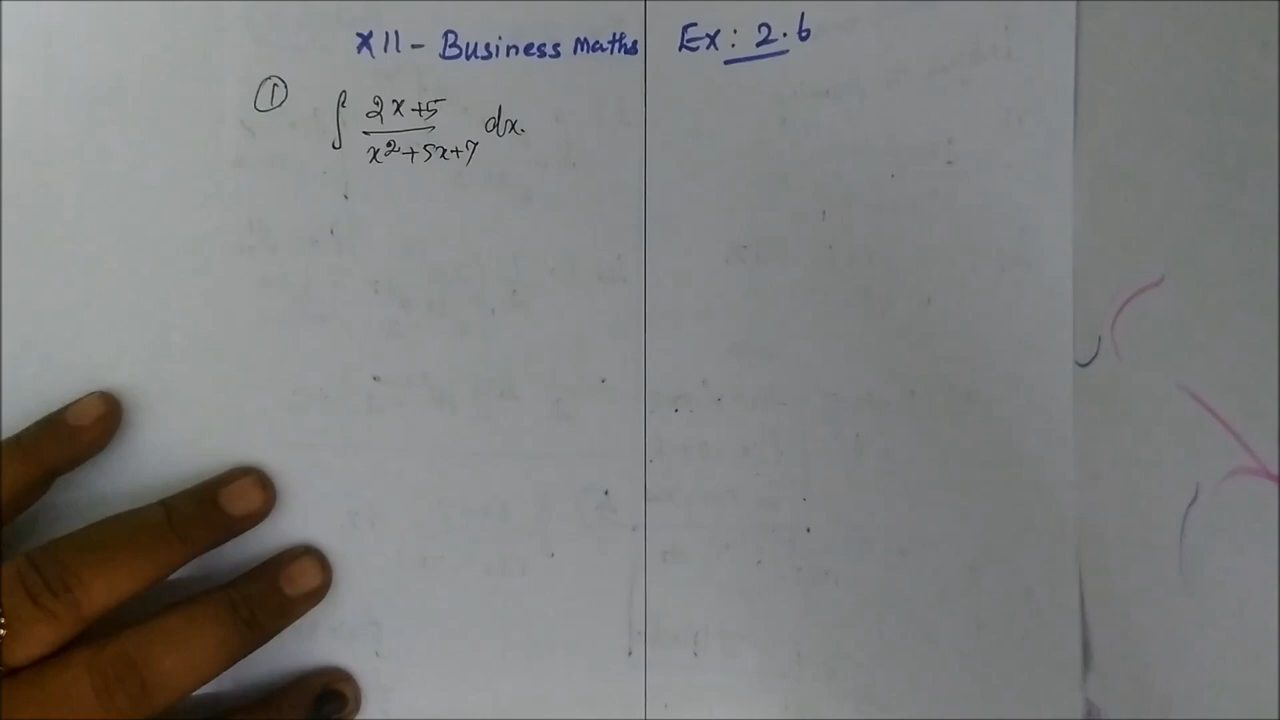 XII - Business Maths Ex: 2.6
① ∫ (2x+5)/(x²+5x+7) dx.